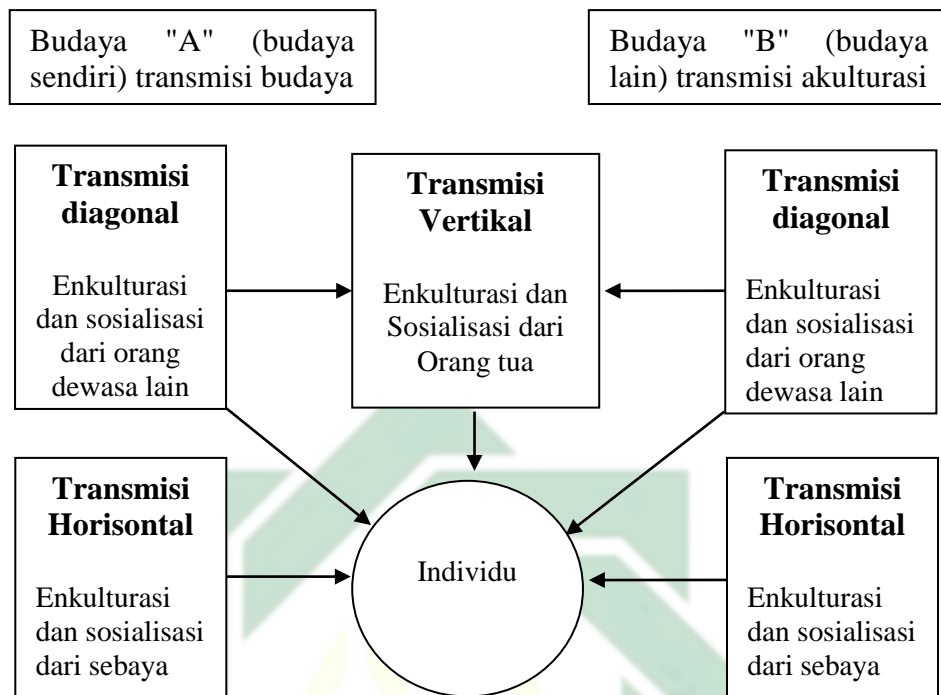 Budaya "A" (budaya
sendiri) transmisi budaya
Budaya "B" (budaya
lain) transmisi akulturasi
Transmisi
diagonal
Enkulturasi
dan sosialisasi
dari orang
dewasa lain
Transmisi
Vertikal
Enkulturasi dan
Sosialisasi dari
Orang tua
Transmisi
diagonal
Enkulturasi
dan sosialisasi
dari orang
dewasa lain
Transmisi
Horisontal
Enkulturasi
dan sosialisasi
dari sebaya
Individu
Transmisi
Horisontal
Enkulturasi
dan sosialisasi
dari sebaya